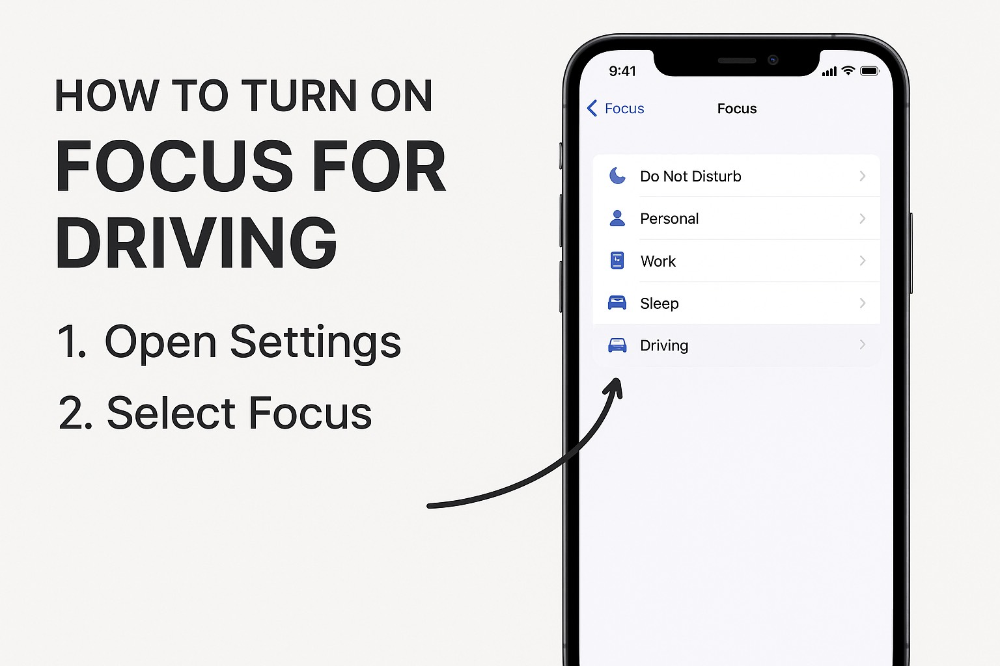 HOW TO TURN ON
FOCUS FOR
DRIVING
1. Open Settings
2. Select Focus
9:41
Focus
Focus
Do Not Disturb
Personal
Work
Sleep
Driving